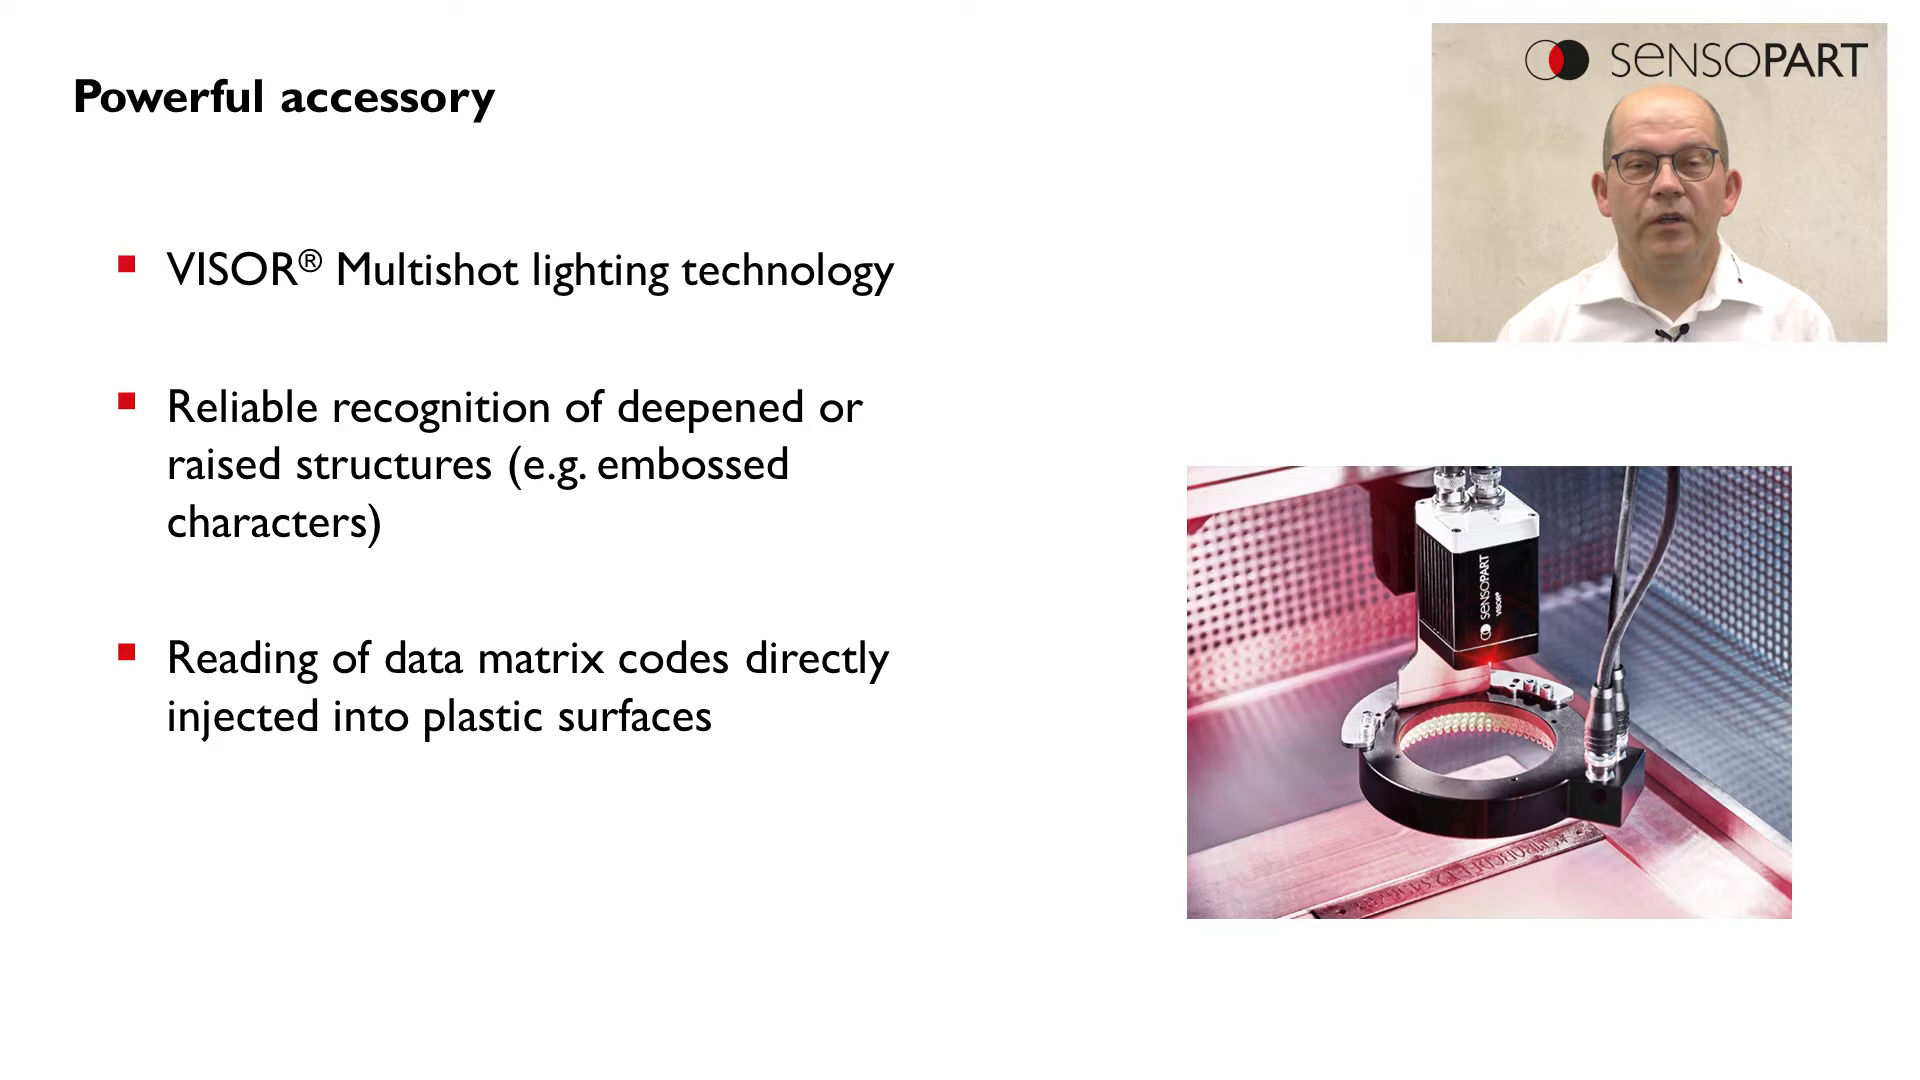 SENSOPART
Powerful accessory
VISOR® Multishot lighting technology
Reliable recognition of deepened or
raised structures (e.g. embossed
characters)
Reading of data matrix codes directly
injected into plastic surfaces
SENSOPART
VISOR®